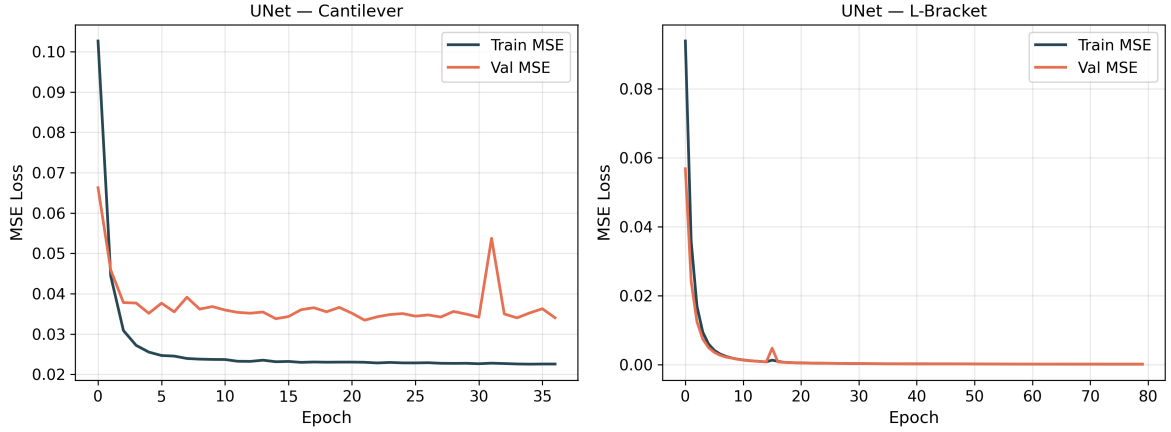 UNet — Cantilever
MSE Loss
0.10
0.09
0.08
0.07
0.06
0.05
0.04
0.03
0.02
Train MSE
Val MSE
0 5 10 15 20 25 30 35
Epoch
UNet — L-Bracket
MSE Loss
0.08
0.06
0.04
0.02
0.00
Train MSE
Val MSE
0 10 20 30 40 50 60 70 80
Epoch